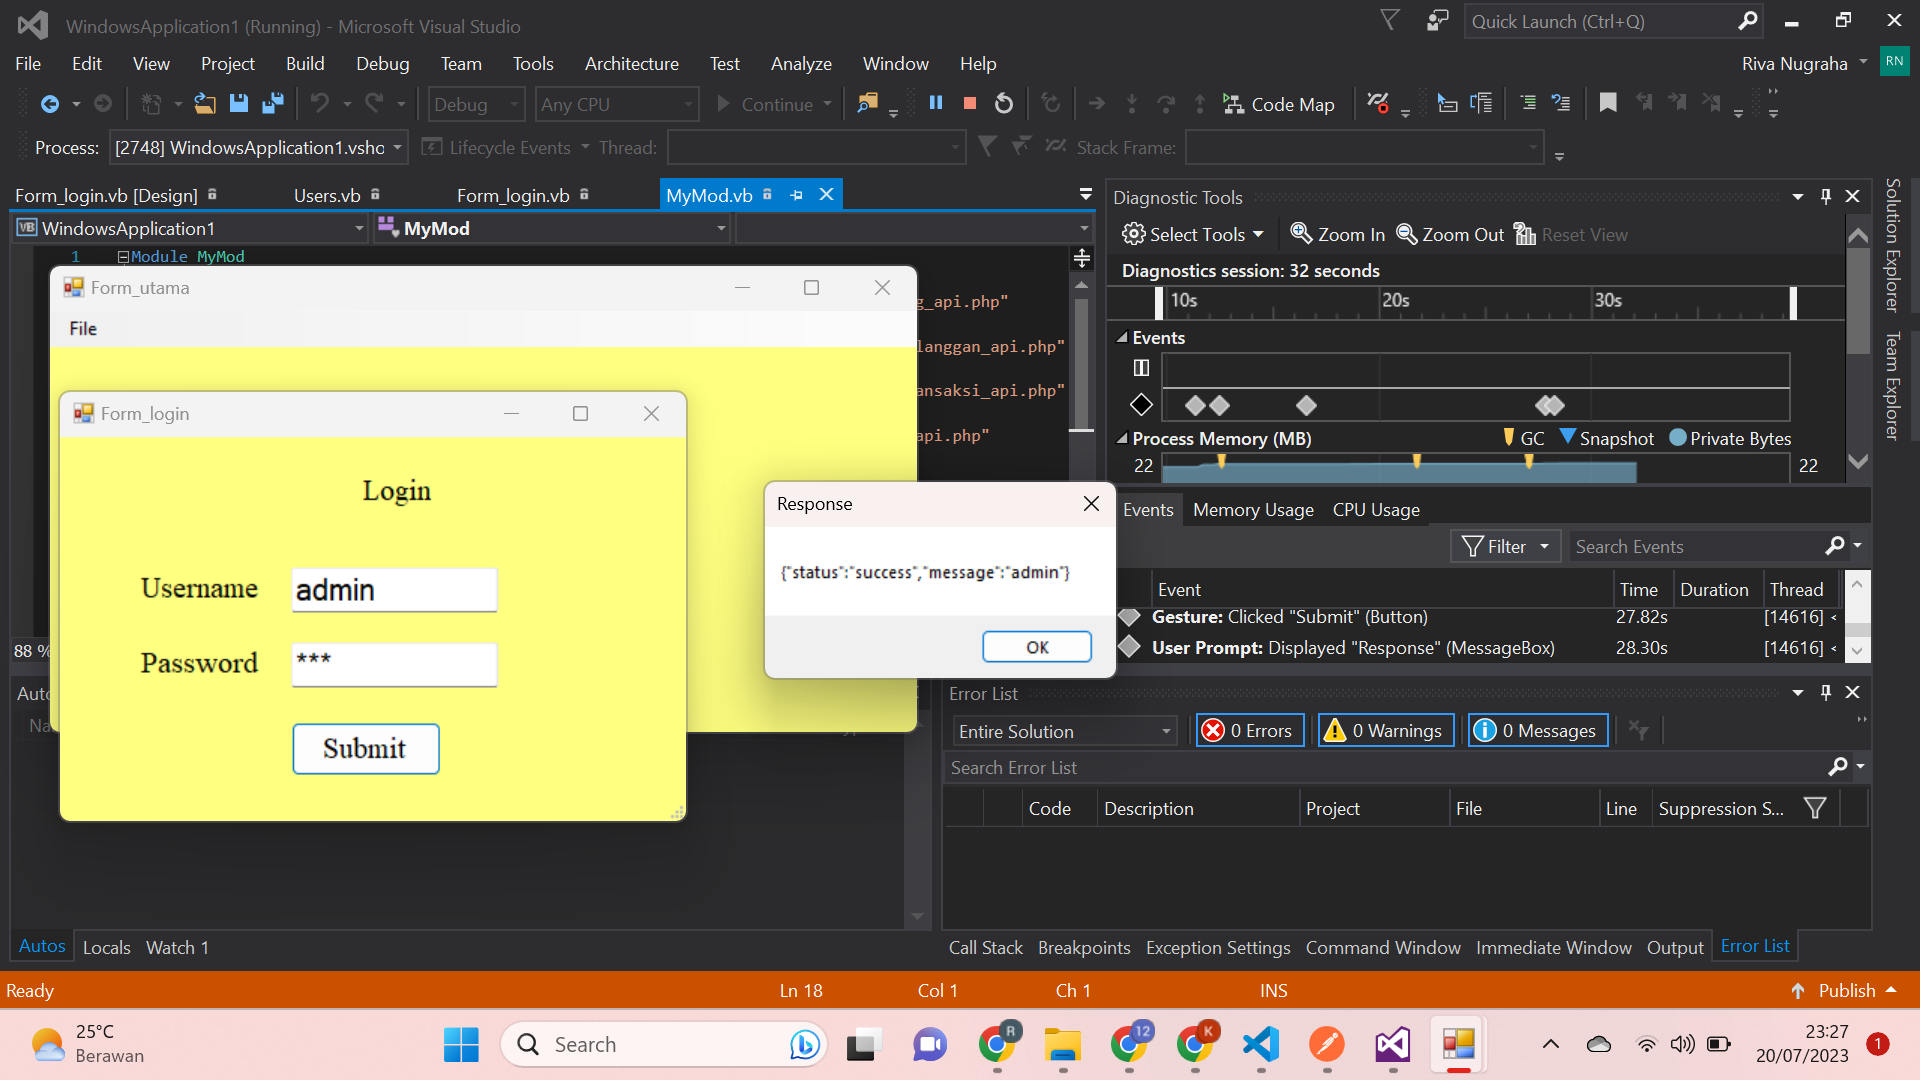 WindowsApplication1 (Running) - Microsoft Visual Studio
Quick Launch (Ctrl+Q)
File Edit View Project Build Debug Team Tools Architecture Test Analyze Window Help
Riva Nugraha RN
Debug Any CPU Continue Code Map
Process: [2748] WindowsApplication1.vsho Lifecycle Events Thread: Stack Frame:
Form_login.vb [Design] Users.vb Form_login.vb MyMod.vb
WindowsApplication1 MyMod
1 Module MyMod
g_api.php"
langgan_api.php"
ansaksi_api.php"
api.php"
88 %
Form_utama
File
Form_login
Login
Username admin
Password ***
Submit
Response
{"status":"success","message":"admin"}
OK
Diagnostic Tools
Select Tools Zoom In Zoom Out Reset View
Diagnostics session: 32 seconds
10s 20s 30s
Events
Process Memory (MB) GC Snapshot Private Bytes
22 22
Events Memory Usage CPU Usage
Filter Search Events
Event Time Duration Thread
Gesture: Clicked "Submit" (Button) 27.82s [14616]
User Prompt: Displayed "Response" (MessageBox) 28.30s [14616]
Solution Explorer
Team Explorer
Error List
Entire Solution 0 Errors 0 Warnings 0 Messages
Search Error List
Code Description Project File Line Suppression S...
Autos Locals Watch 1
Call Stack Breakpoints Exception Settings Command Window Immediate Window Output Error List
Ready Ln 18 Col 1 Ch 1 INS Publish
25°C
Berawan
Search
R
12
K
23:27
20/07/2023
1